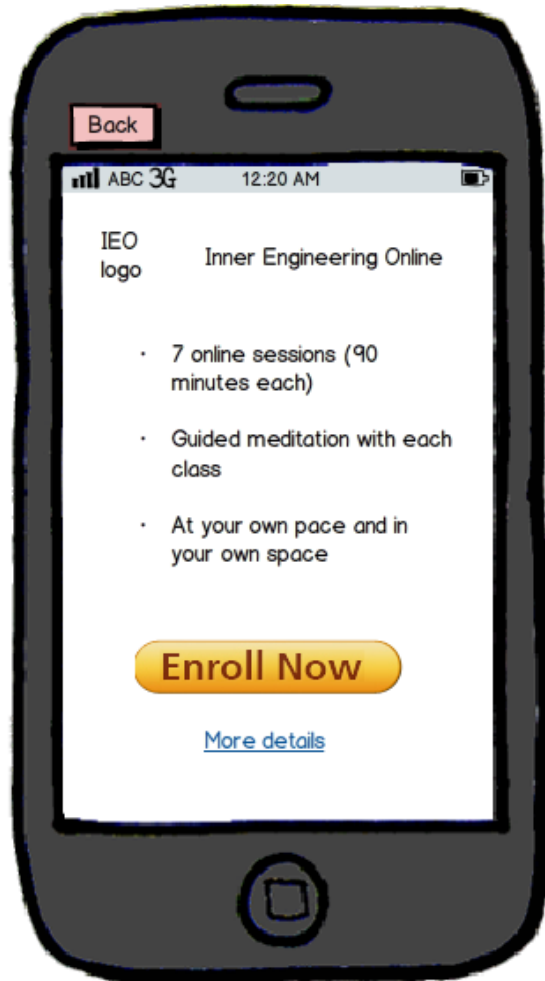 Back
ABC 3G 12:20 AM
IEO
logo
Inner Engineering Online
· 7 online sessions (90
minutes each)
· Guided meditation with each
class
· At your own pace and in
your own space
Enroll Now
More details